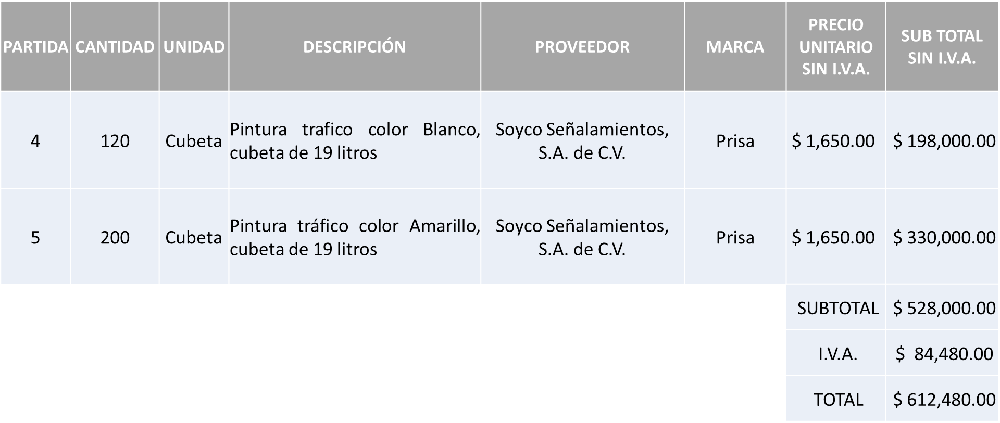 PARTIDA CANTIDAD UNIDAD DESCRIPCIÓN PROVEEDOR MARCA PRECIO UNITARIO SIN I.V.A. SUB TOTAL SIN I.V.A.
4 120 Cubeta Pintura trafico color Blanco, cubeta de 19 litros Soyco Señalamientos, S.A. de C.V. Prisa $ 1,650.00 $ 198,000.00
5 200 Cubeta Pintura tráfico color Amarillo, cubeta de 19 litros Soyco Señalamientos, S.A. de C.V. Prisa $ 1,650.00 $ 330,000.00
SUBTOTAL $ 528,000.00
I.V.A. $ 84,480.00
TOTAL $ 612,480.00